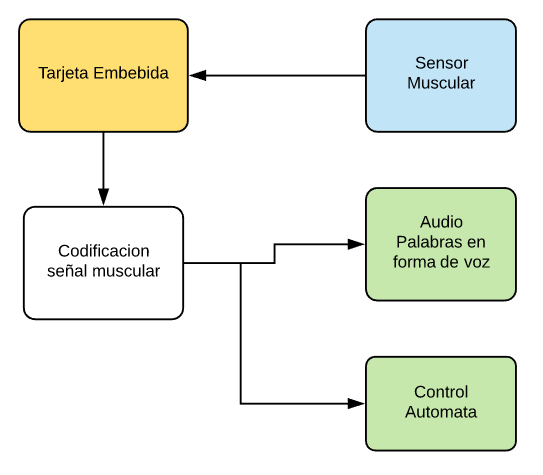 Tarjeta Embebida
Sensor
Muscular
Codificacion
señal muscular
Audio
Palabras en
forma de voz
Control
Automata